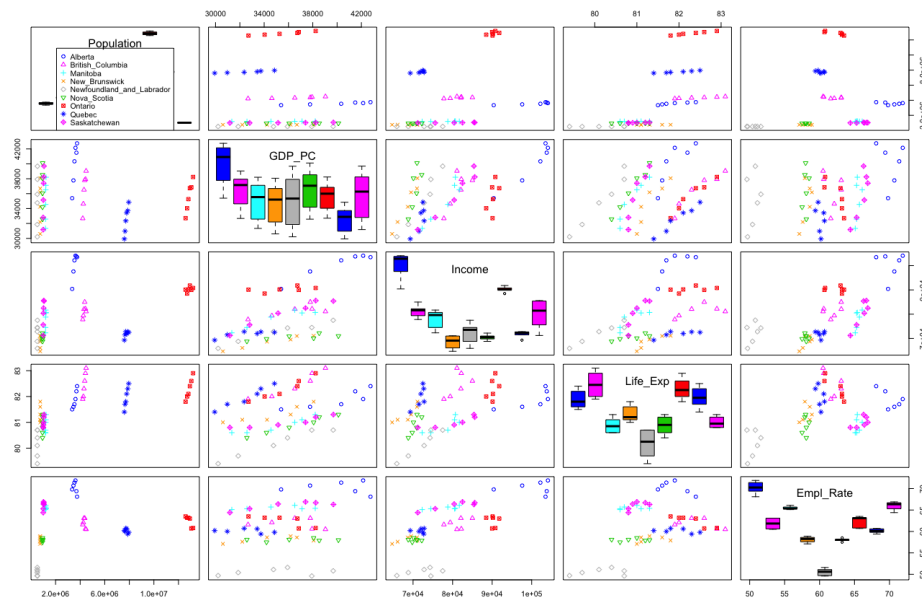 30000 34000 38000 42000
80 81 82 83
Population
Alberta
British_Columbia
Manitoba
New_Brunswick
Newfoundland_and_Labrador
Nova_Scotia
Ontario
Quebec
Saskatchewan
GDP_PC
30000 34000 38000 42000
Income
Life_Exp
80 81 82 83
Empl_Rate
2.0e+06 6.0e+06 1.0e+07
7e+04 8e+04 9e+04 1e+05
50 55 60 65 70